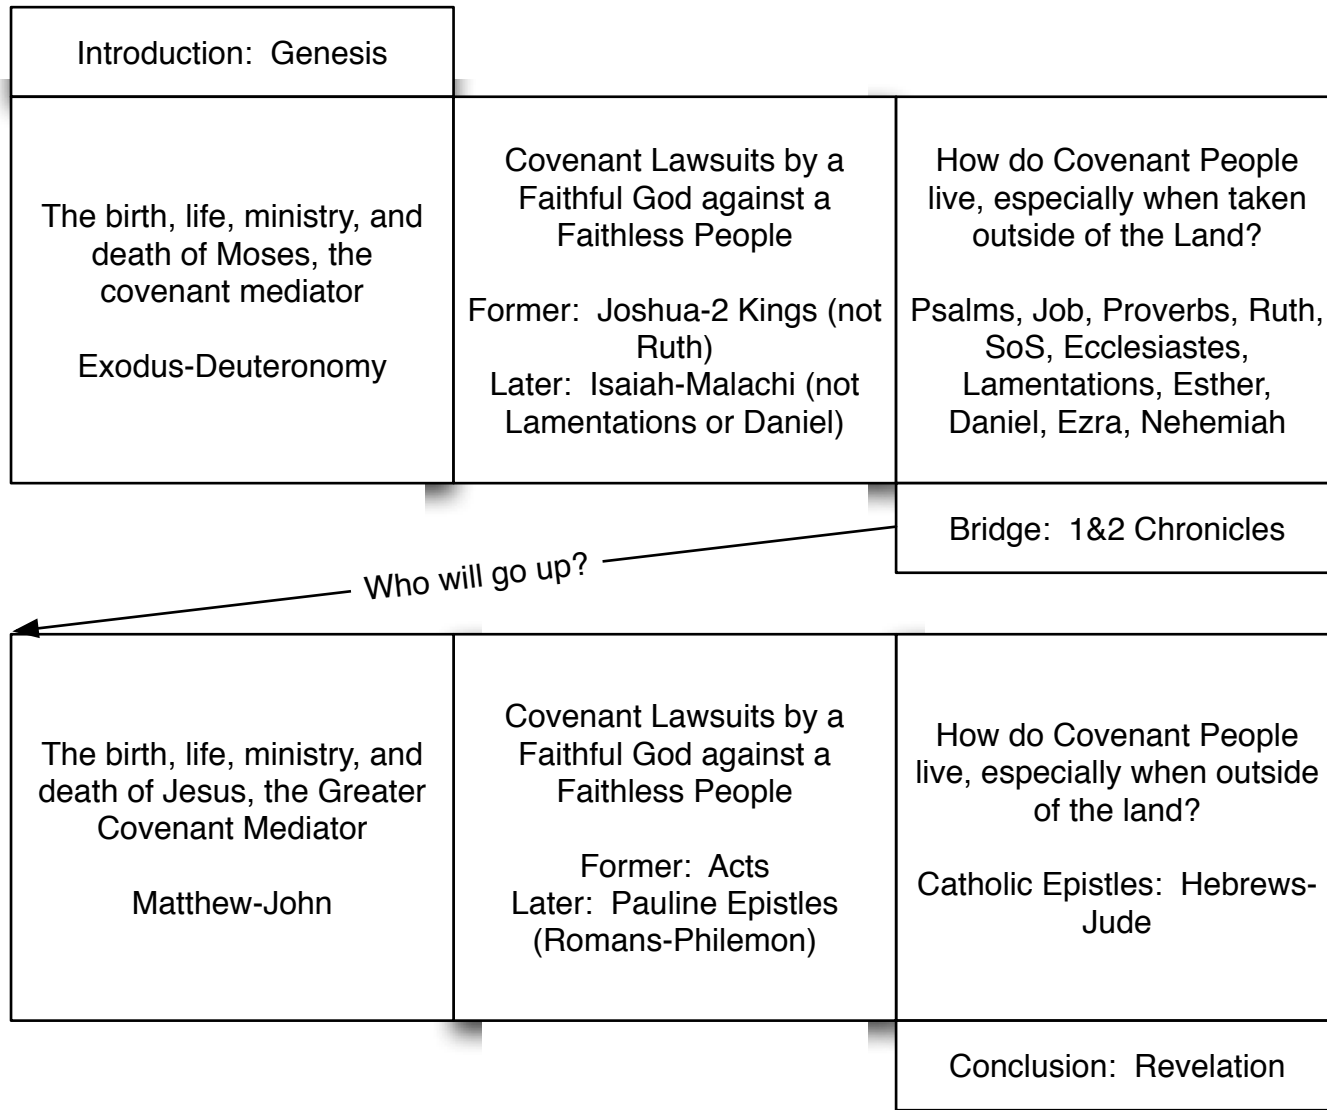 Introduction: Genesis
The birth, life, ministry, and
death of Moses, the
covenant mediator
Exodus-Deuteronomy
Covenant Lawsuits by a
Faithful God against a
Faithless People
Former: Joshua-2 Kings (not
Ruth)
Later: Isaiah-Malachi (not
Lamentations or Daniel)
How do Covenant People
live, especially when taken
outside of the Land?
Psalms, Job, Proverbs, Ruth,
SoS, Ecclesiastes,
Lamentations, Esther,
Daniel, Ezra, Nehemiah
Bridge: 1&2 Chronicles
Who will go up?
The birth, life, ministry, and
death of Jesus, the Greater
Covenant Mediator
Matthew-John
Covenant Lawsuits by a
Faithful God against a
Faithless People
Former: Acts
Later: Pauline Epistles
(Romans-Philemon)
How do Covenant People
live, especially when outside
of the land?
Catholic Epistles: Hebrews-
Jude
Conclusion: Revelation